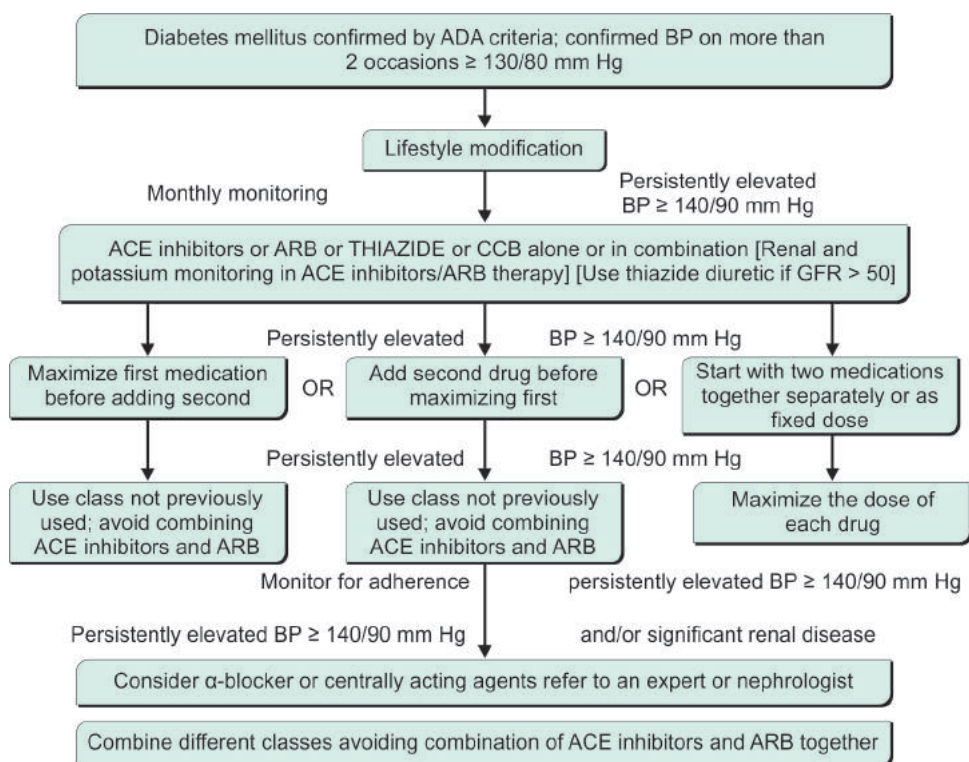 Diabetes mellitus confirmed by ADA criteria; confirmed BP on more than
2 occasions ≥ 130/80 mm Hg
Lifestyle modification
Monthly monitoring
Persistently elevated
BP ≥ 140/90 mm Hg
ACE inhibitors or ARB or THIAZIDE or CCB alone or in combination [Renal and
potassium monitoring in ACE inhibitors/ARB therapy] [Use thiazide diuretic if GFR > 50]
Persistently elevated BP ≥ 140/90 mm Hg
Maximize first medication
before adding second
OR
Add second drug before
maximizing first
OR
Start with two medications
together separately or as
fixed dose
Persistently elevated BP ≥ 140/90 mm Hg
Use class not previously
used; avoid combining
ACE inhibitors and ARB
Use class not previously
used; avoid combining
ACE inhibitors and ARB
Maximize the dose of
each drug
Monitor for adherence
persistently elevated BP ≥ 140/90 mm Hg
Persistently elevated BP ≥ 140/90 mm Hg
and/or significant renal disease
Consider α-blocker or centrally acting agents refer to an expert or nephrologist
Combine different classes avoiding combination of ACE inhibitors and ARB together